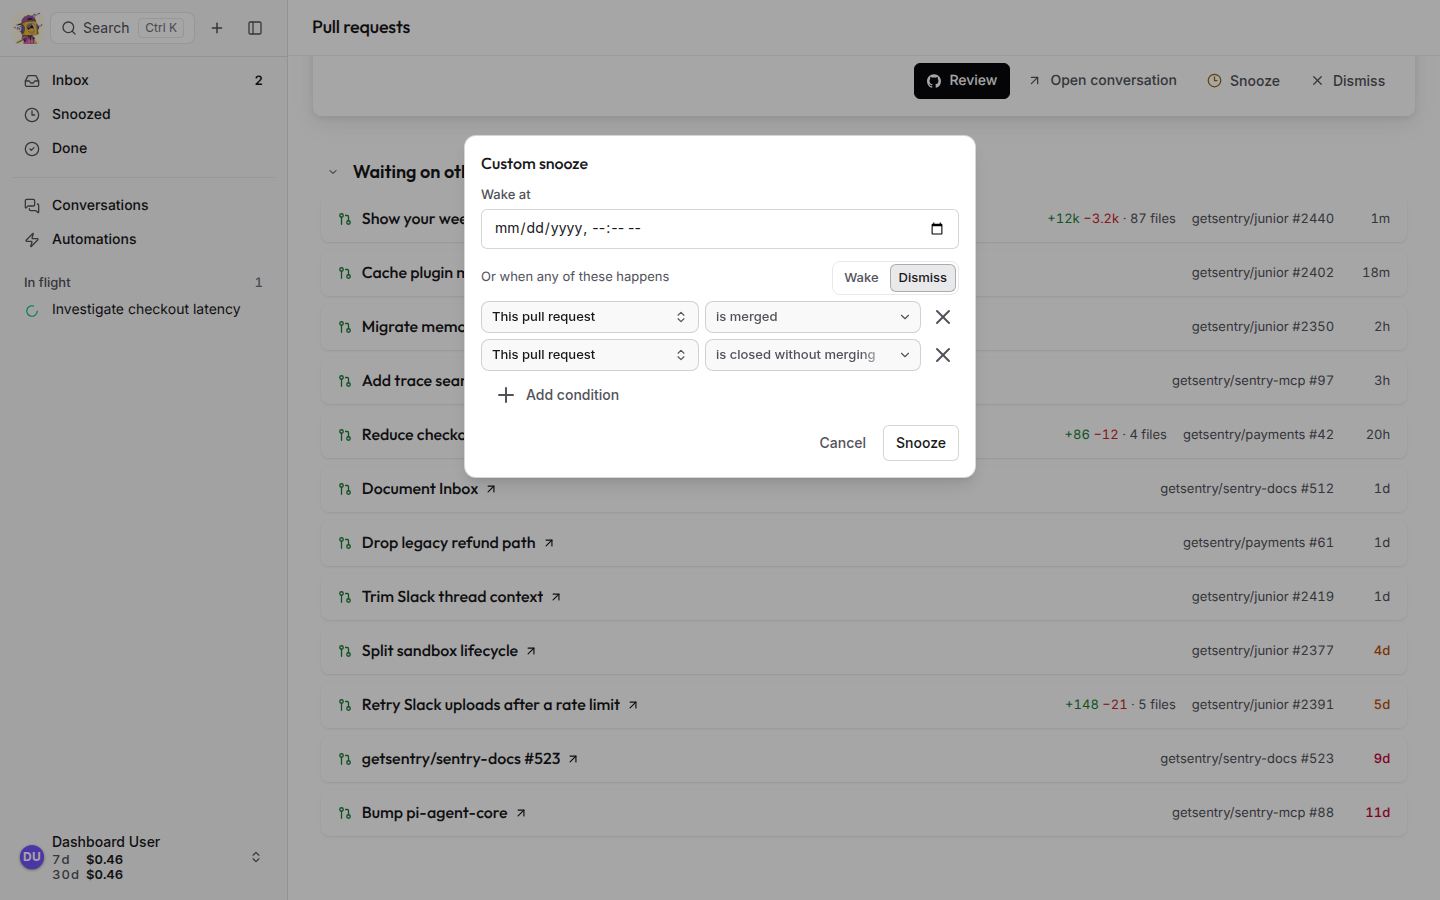 Search Ctrl K
Pull requests
Inbox 2
Snoozed
Done
Conversations
Automations
In flight 1
Investigate checkout latency
Dashboard User
DU
7d $0.46
30d $0.46
Review Open conversation Snooze Dismiss
Waiting on
Show your +12k −3.2k · 87 files getsentry/junior #2440 1m
Cache plugin getsentry/junior #2402 18m
Migrate getsentry/junior #2350 2h
Add trace getsentry/sentry-mcp #97 3h
Reduce +86 −12 · 4 files getsentry/payments #42 20h
Document Inbox getsentry/sentry-docs #512 1d
Drop legacy refund path getsentry/payments #61 1d
Trim Slack thread context getsentry/junior #2419 1d
Split sandbox lifecycle getsentry/junior #2377 4d
Retry Slack uploads after a rate limit +148 −21 · 5 files getsentry/junior #2391 5d
getsentry/sentry-docs #523 getsentry/sentry-docs #523 9d
Bump pi-agent-core getsentry/sentry-mcp #88 11d
Custom snooze
Wake at
mm/dd/yyyy, --:-- --
Or when any of these happens Wake Dismiss
This pull request is merged
This pull request is closed without merging
Add condition
Cancel Snooze